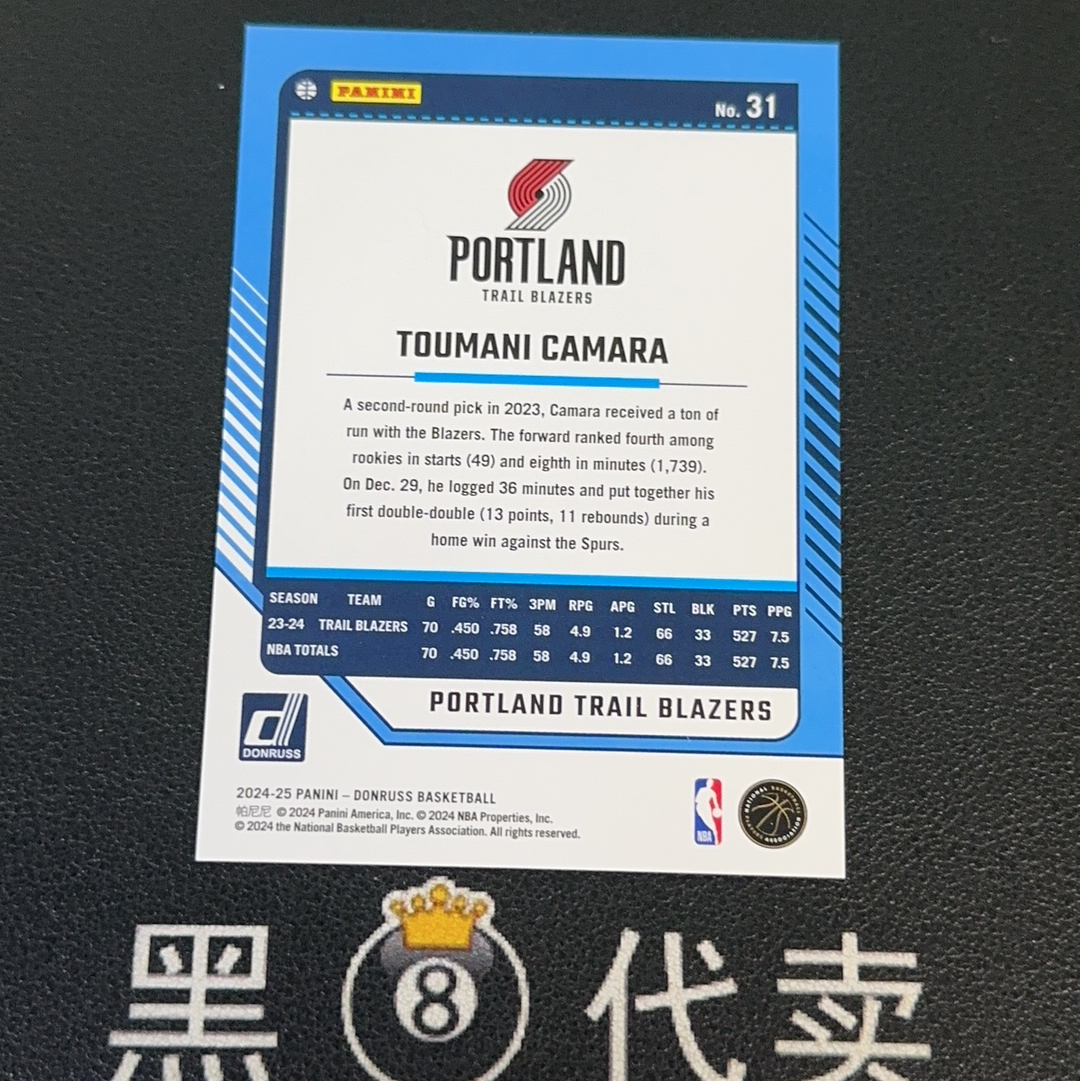 PANINI
No. 31
PORTLAND
TRAIL BLAZERS
TOUMANI CAMARA
A second-round pick in 2023, Camara received a ton of
run with the Blazers. The forward ranked fourth among
rookies in starts (49) and eighth in minutes (1,739).
On Dec. 29, he logged 36 minutes and put together his
first double-double (13 points, 11 rebounds) during a
home win against the Spurs.
SEASON TEAM G FG% FT% 3PM RPG APG STL BLK PTS PPG
23-24 TRAIL BLAZERS 70 .450 .758 58 4.9 1.2 66 33 527 7.5
NBA TOTALS 70 .450 .758 58 4.9 1.2 66 33 527 7.5
PORTLAND TRAIL BLAZERS
d
DONRUSS
2024-25 PANINI – DONRUSS BASKETBALL
帕尼尼 © 2024 Panini America, Inc. © 2024 NBA Properties, Inc.
© 2024 the National Basketball Players Association. All rights reserved.
NBA
NATIONAL BASKETBALL PLAYERS ASSOCIATION
黑 8 代卖